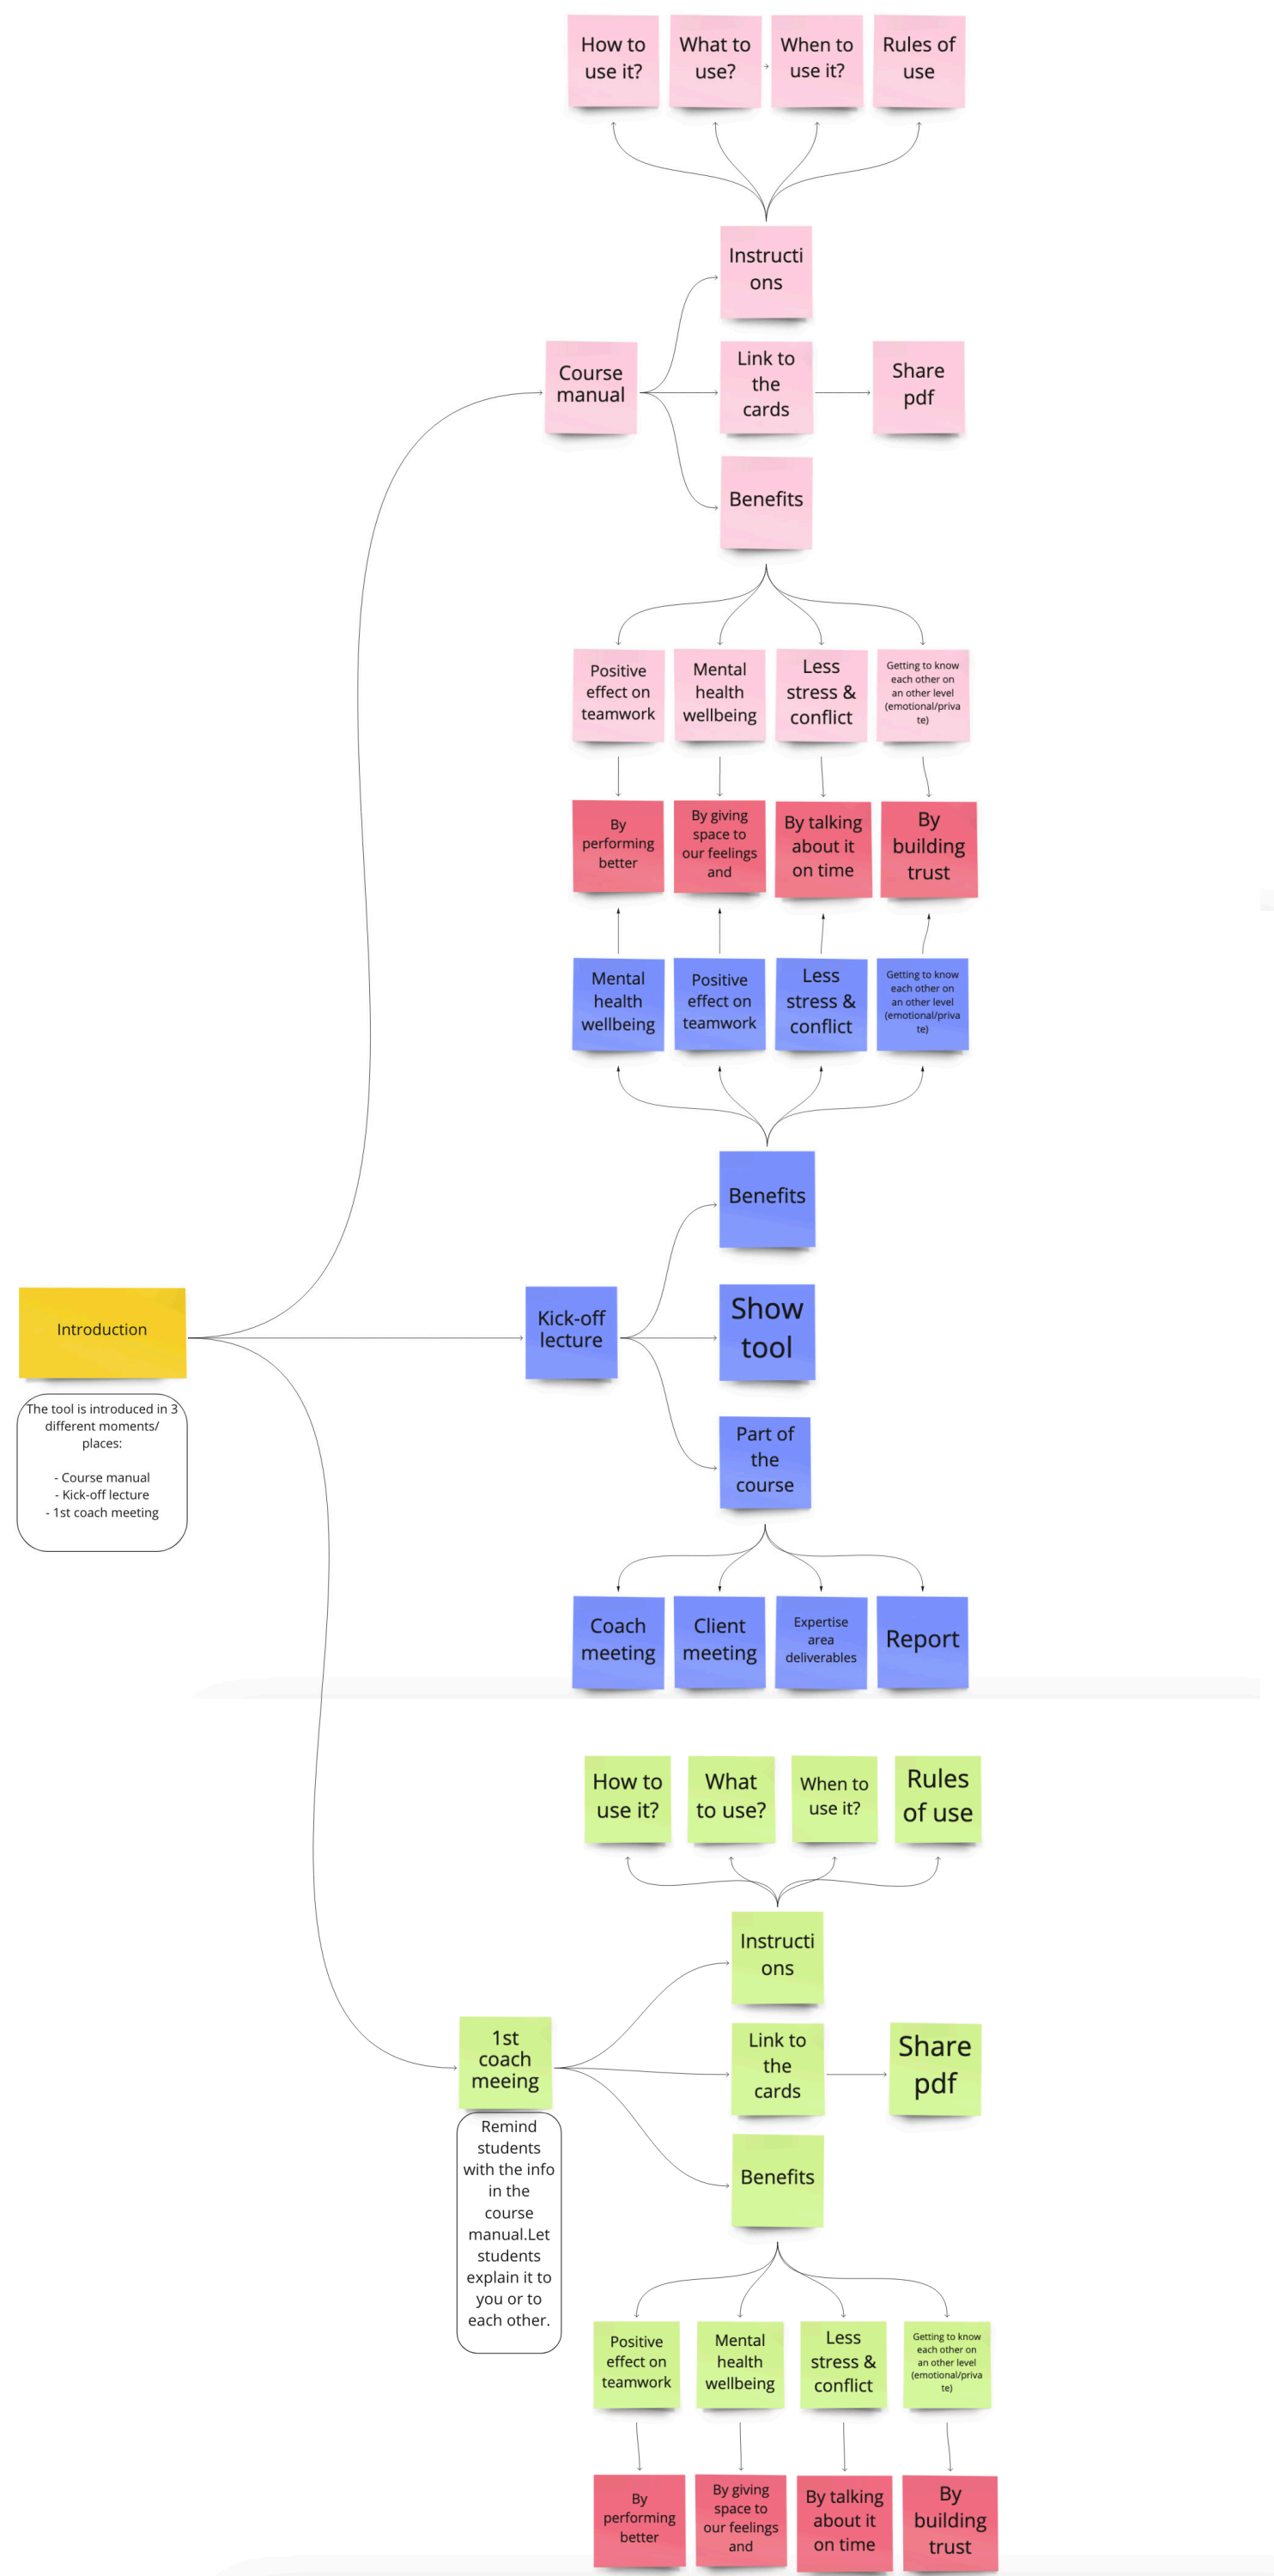 How to
use it?
What to
use?
When to
use it?
Rules of
use
Instructi
ons
Course
manual
Link to
the
cards
Share
pdf
Benefits
Positive
effect on
teamwork
Mental
health
wellbeing
Less
stress &
conflict
Getting to know
each other on
an other level
(emotional/priva
te)
By
performing
better
By giving
space to
our feelings
and
By talking
about it
on time
By
building
trust
Mental
health
wellbeing
Positive
effect on
teamwork
Less
stress &
conflict
Getting to know
each other on
an other level
(emotional/priva
te)
Benefits
Introduction
Kick-off
lecture
Show
tool
The tool is introduced in 3
different moments/
places:
- Course manual
- Kick-off lecture
- 1st coach meeting
Part of
the
course
Coach
meeting
Client
meeting
Expertise
area
deliverables
Report
How to
use it?
What
to use?
When to
use it?
Rules
of use
Instructi
ons
1st
coach
meeing
Link to
the
cards
Share
pdf
Remind
students
with the info
in the
course
manual.Let
students
explain it to
you or to
each other.
Benefits
Positive
effect on
teamwork
Mental
health
wellbeing
Less
stress &
conflict
Getting to know
each other on
an other level
(emotional/priva
te)
By
performing
better
By giving
space to
our feelings
and
By talking
about it
on time
By
building
trust